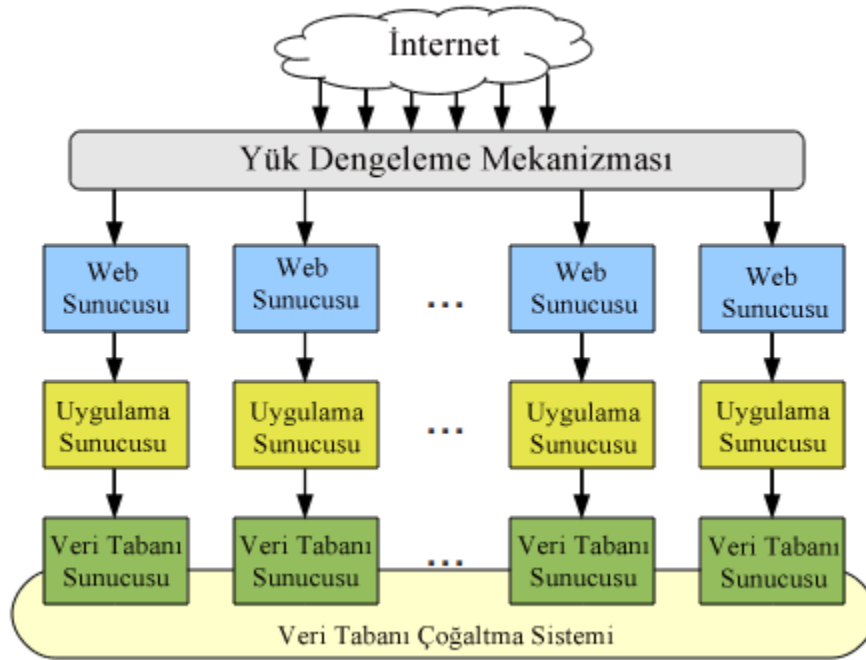 İnternet
Yük Dengeleme Mekanizması
Web
Sunucusu
Web
Sunucusu
...
Web
Sunucusu
Web
Sunucusu
Uygulama
Sunucusu
Uygulama
Sunucusu
...
Uygulama
Sunucusu
Uygulama
Sunucusu
Veri Tabanı
Sunucusu
Veri Tabanı
Sunucusu
...
Veri Tabanı
Sunucusu
Veri Tabanı
Sunucusu
Veri Tabanı Çoğaltma Sistemi